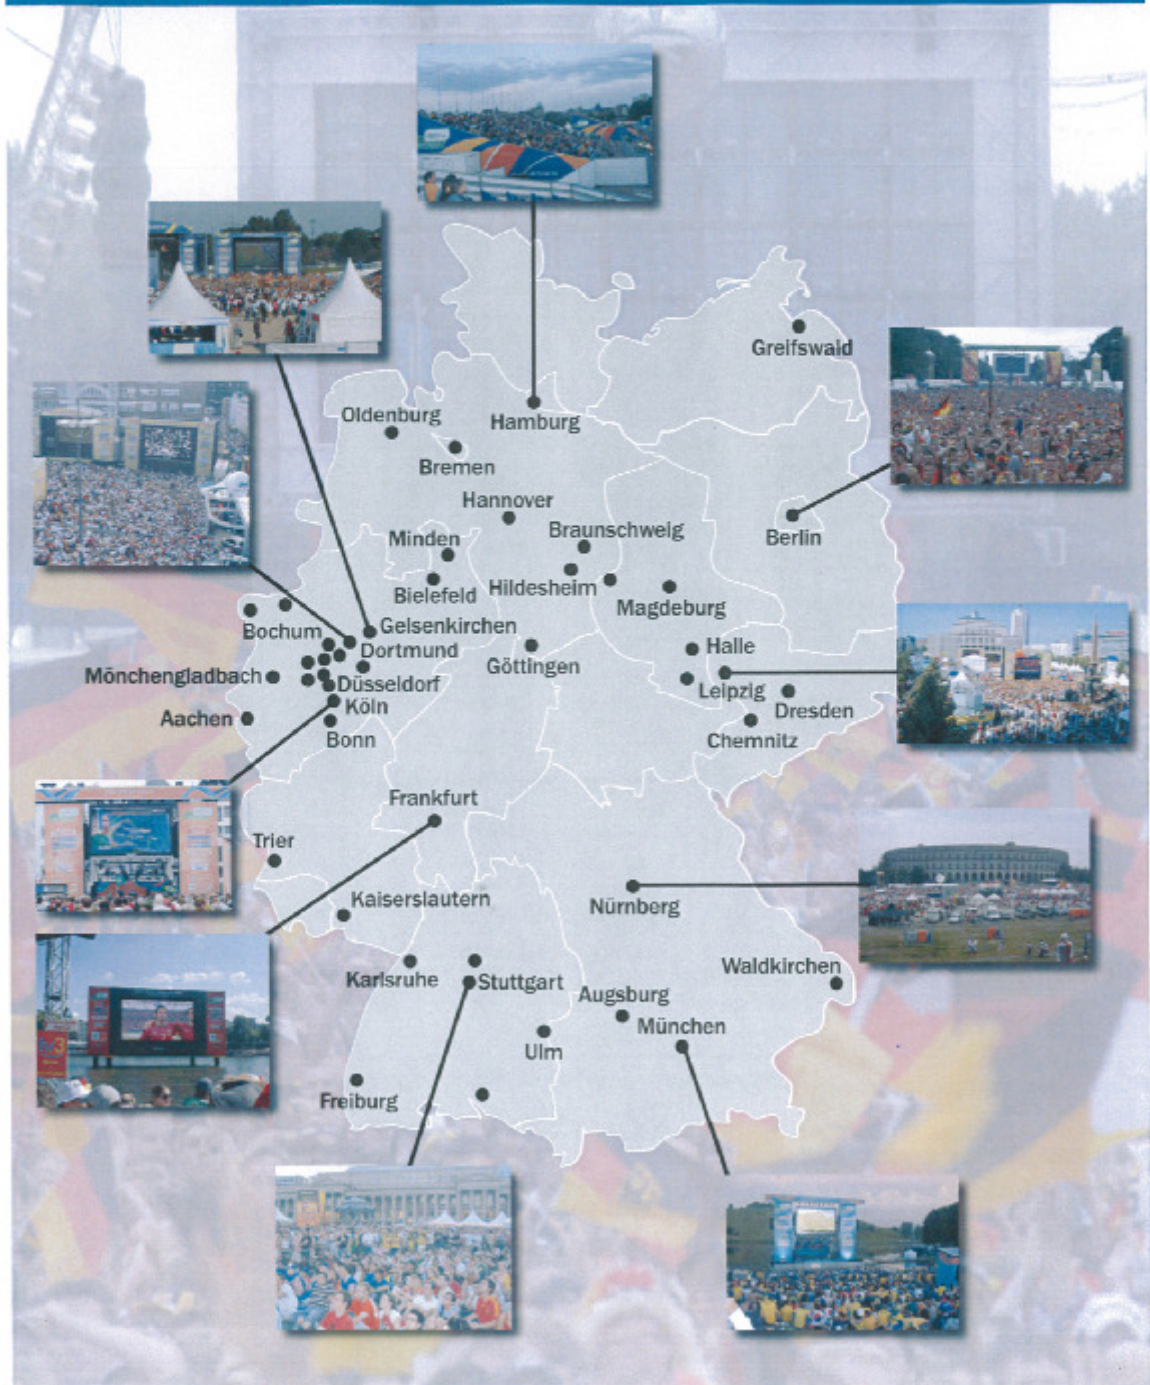 Greifswald
Oldenburg
Hamburg
Bremen
Hannover
Braunschweig
Berlin
Minden
Bielefeld
Hildesheim
Magdeburg
Bochum
Gelsenkirchen
Dortmund
Göttingen
Halle
Mönchengladbach
Düsseldorf
Leipzig
Köln
Dresden
Aachen
Bonn
Chemnitz
Frankfurt
Trier
Kaiserslautern
Nürnberg
Karlsruhe
Stuttgart
Waldkirchen
Augsburg
München
Ulm
Freiburg
3